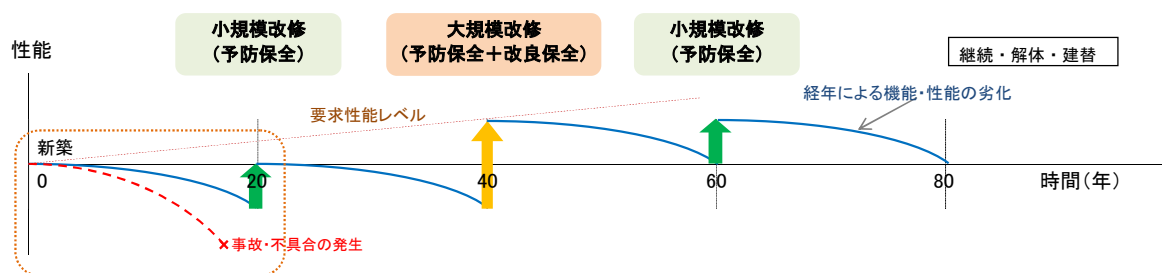 小規模改修
（予防保全）
大規模改修
（予防保全＋改良保全）
小規模改修
（予防保全）
性能
継続・解体・建替
経年による機能・性能の劣化
要求性能レベル
新築
0
20
40
60
80
時間（年）
×事故・不具合の発生